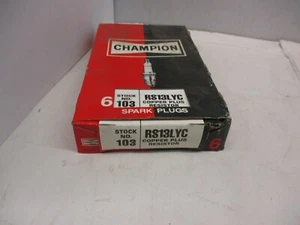 CHAMPION
6
STOCK NO. 103
RS13LYC
COPPER PLUS
RESISTOR
SPARK PLUGS
STOCK NO. 103
RS13LYC
COPPER PLUS
RESISTOR
6